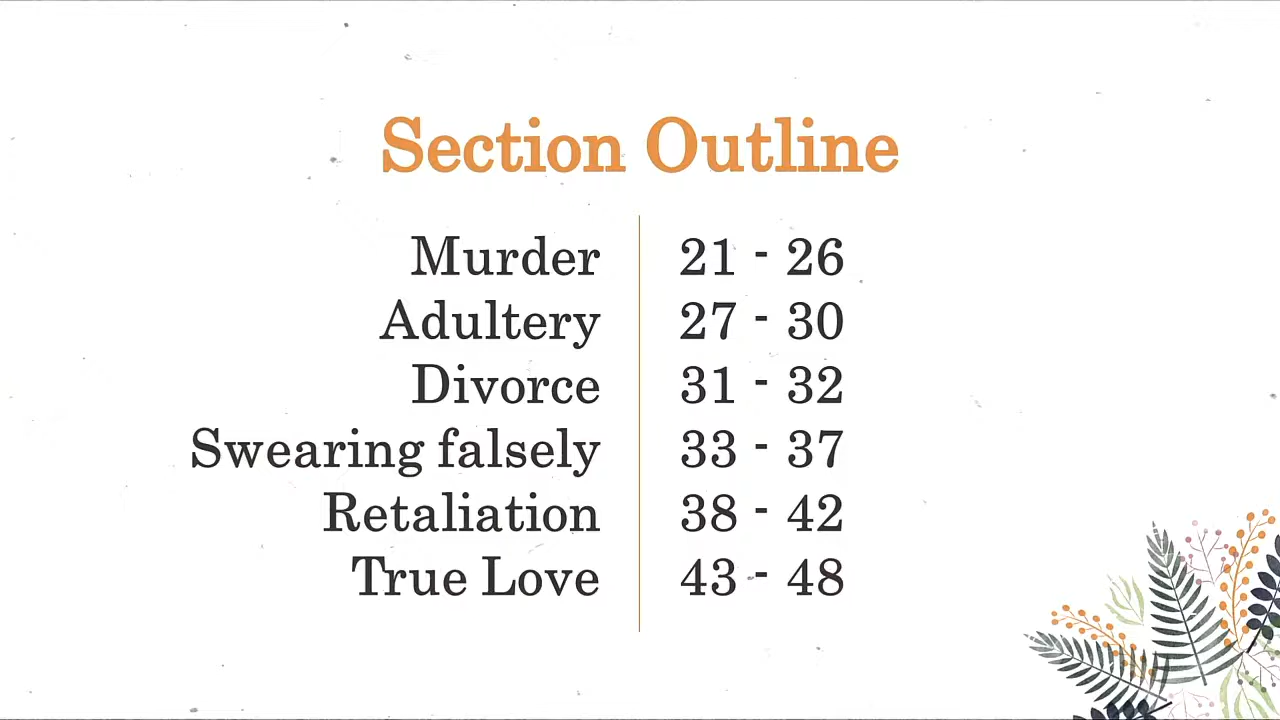 Section Outline
Murder 21 - 26
Adultery 27 - 30
Divorce 31 - 32
Swearing falsely 33 - 37
Retaliation 38 - 42
True Love 43 - 48